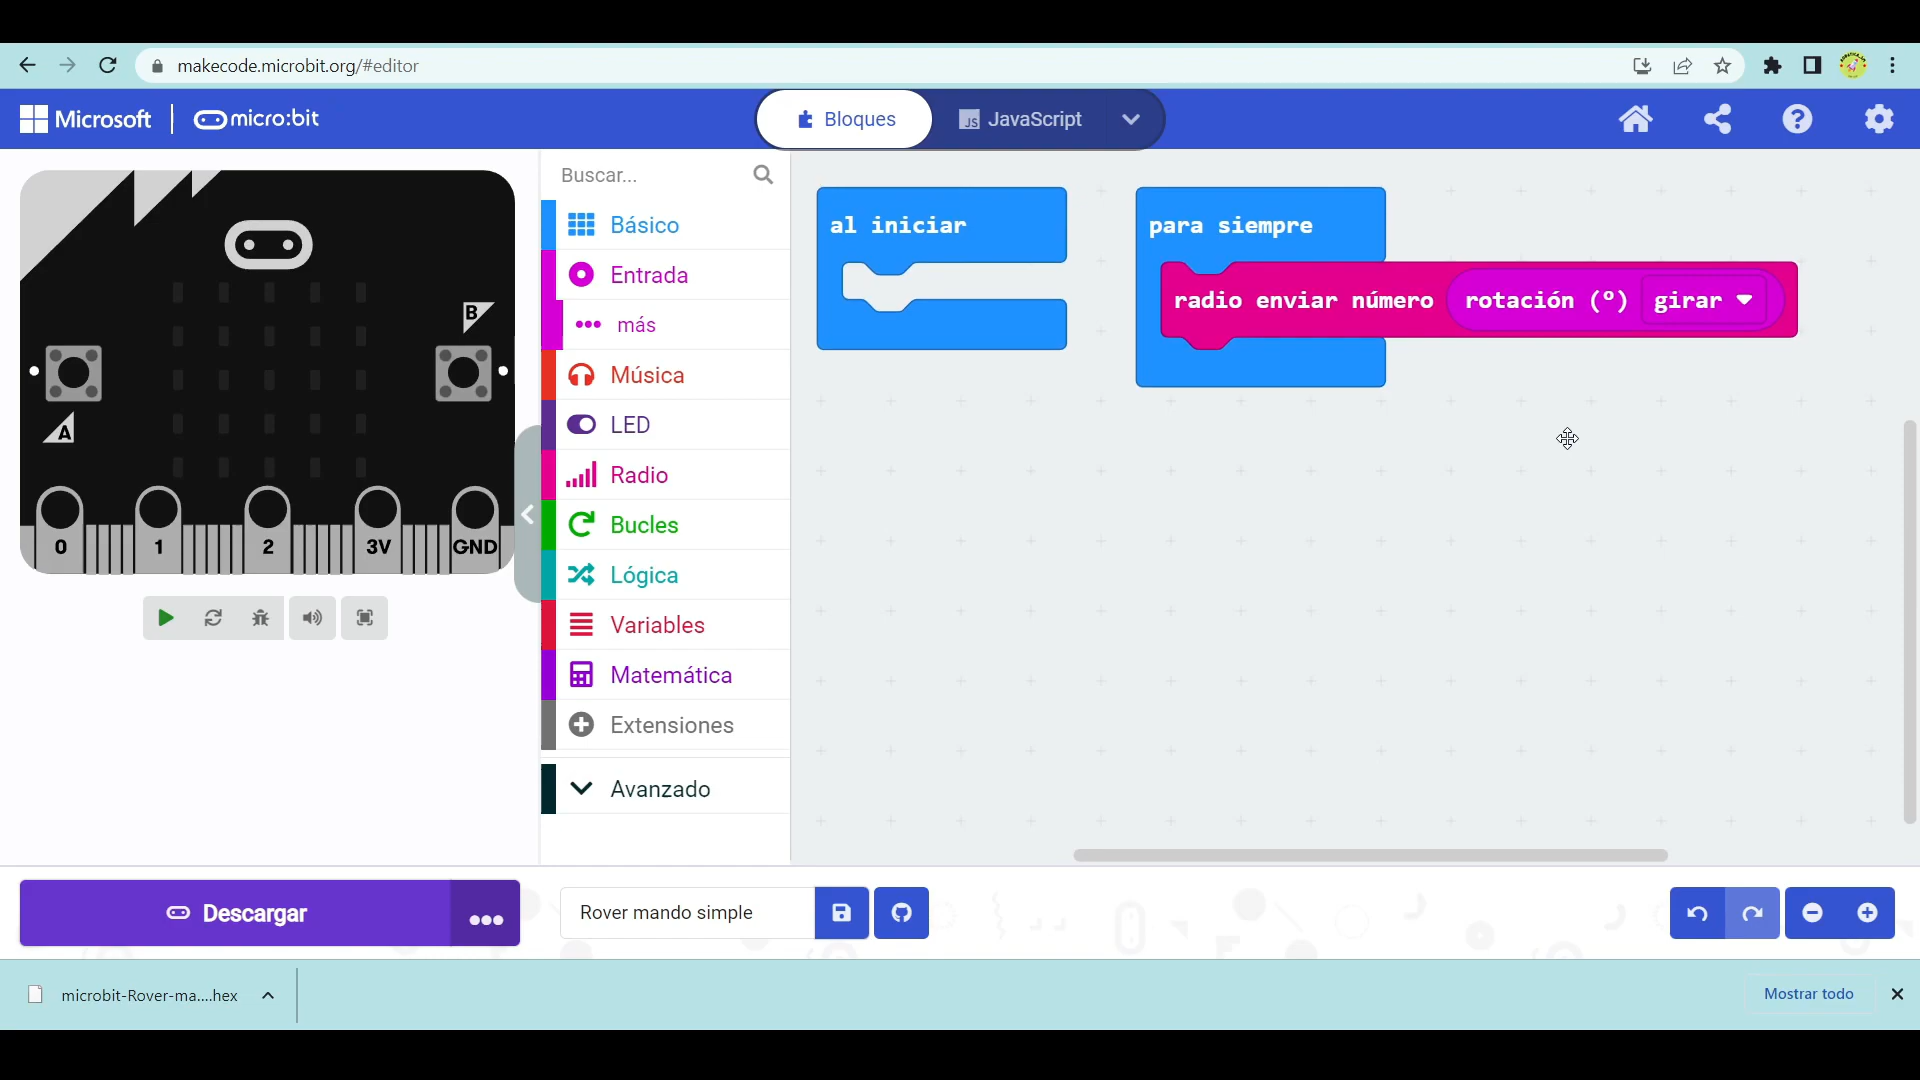 makecode.microbit.org/#editor
Microsoft
micro:bit
Bloques
JS JavaScript
B
A
0 1 2 3V GND
Buscar...
Básico
Entrada
más
Música
LED
Radio
Bucles
Lógica
Variables
Matemática
Extensiones
Avanzado
al iniciar
para siempre
radio enviar número rotación (º) girar
Descargar
Rover mando simple
microbit-Rover-ma....hex
Mostrar todo